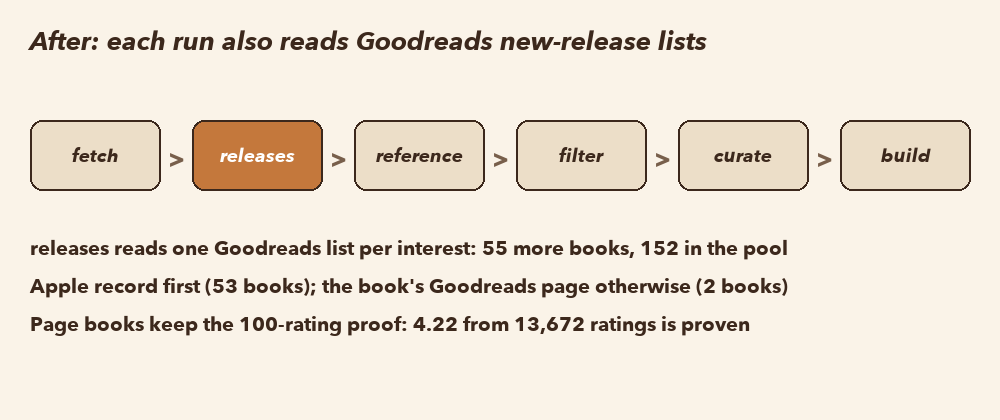 After: each run also reads Goodreads new-release lists
fetch > releases > reference > filter > curate > build
releases reads one Goodreads list per interest: 55 more books, 152 in the pool
Apple record first (53 books); the book's Goodreads page otherwise (2 books)
Page books keep the 100-rating proof: 4.22 from 13,672 ratings is proven